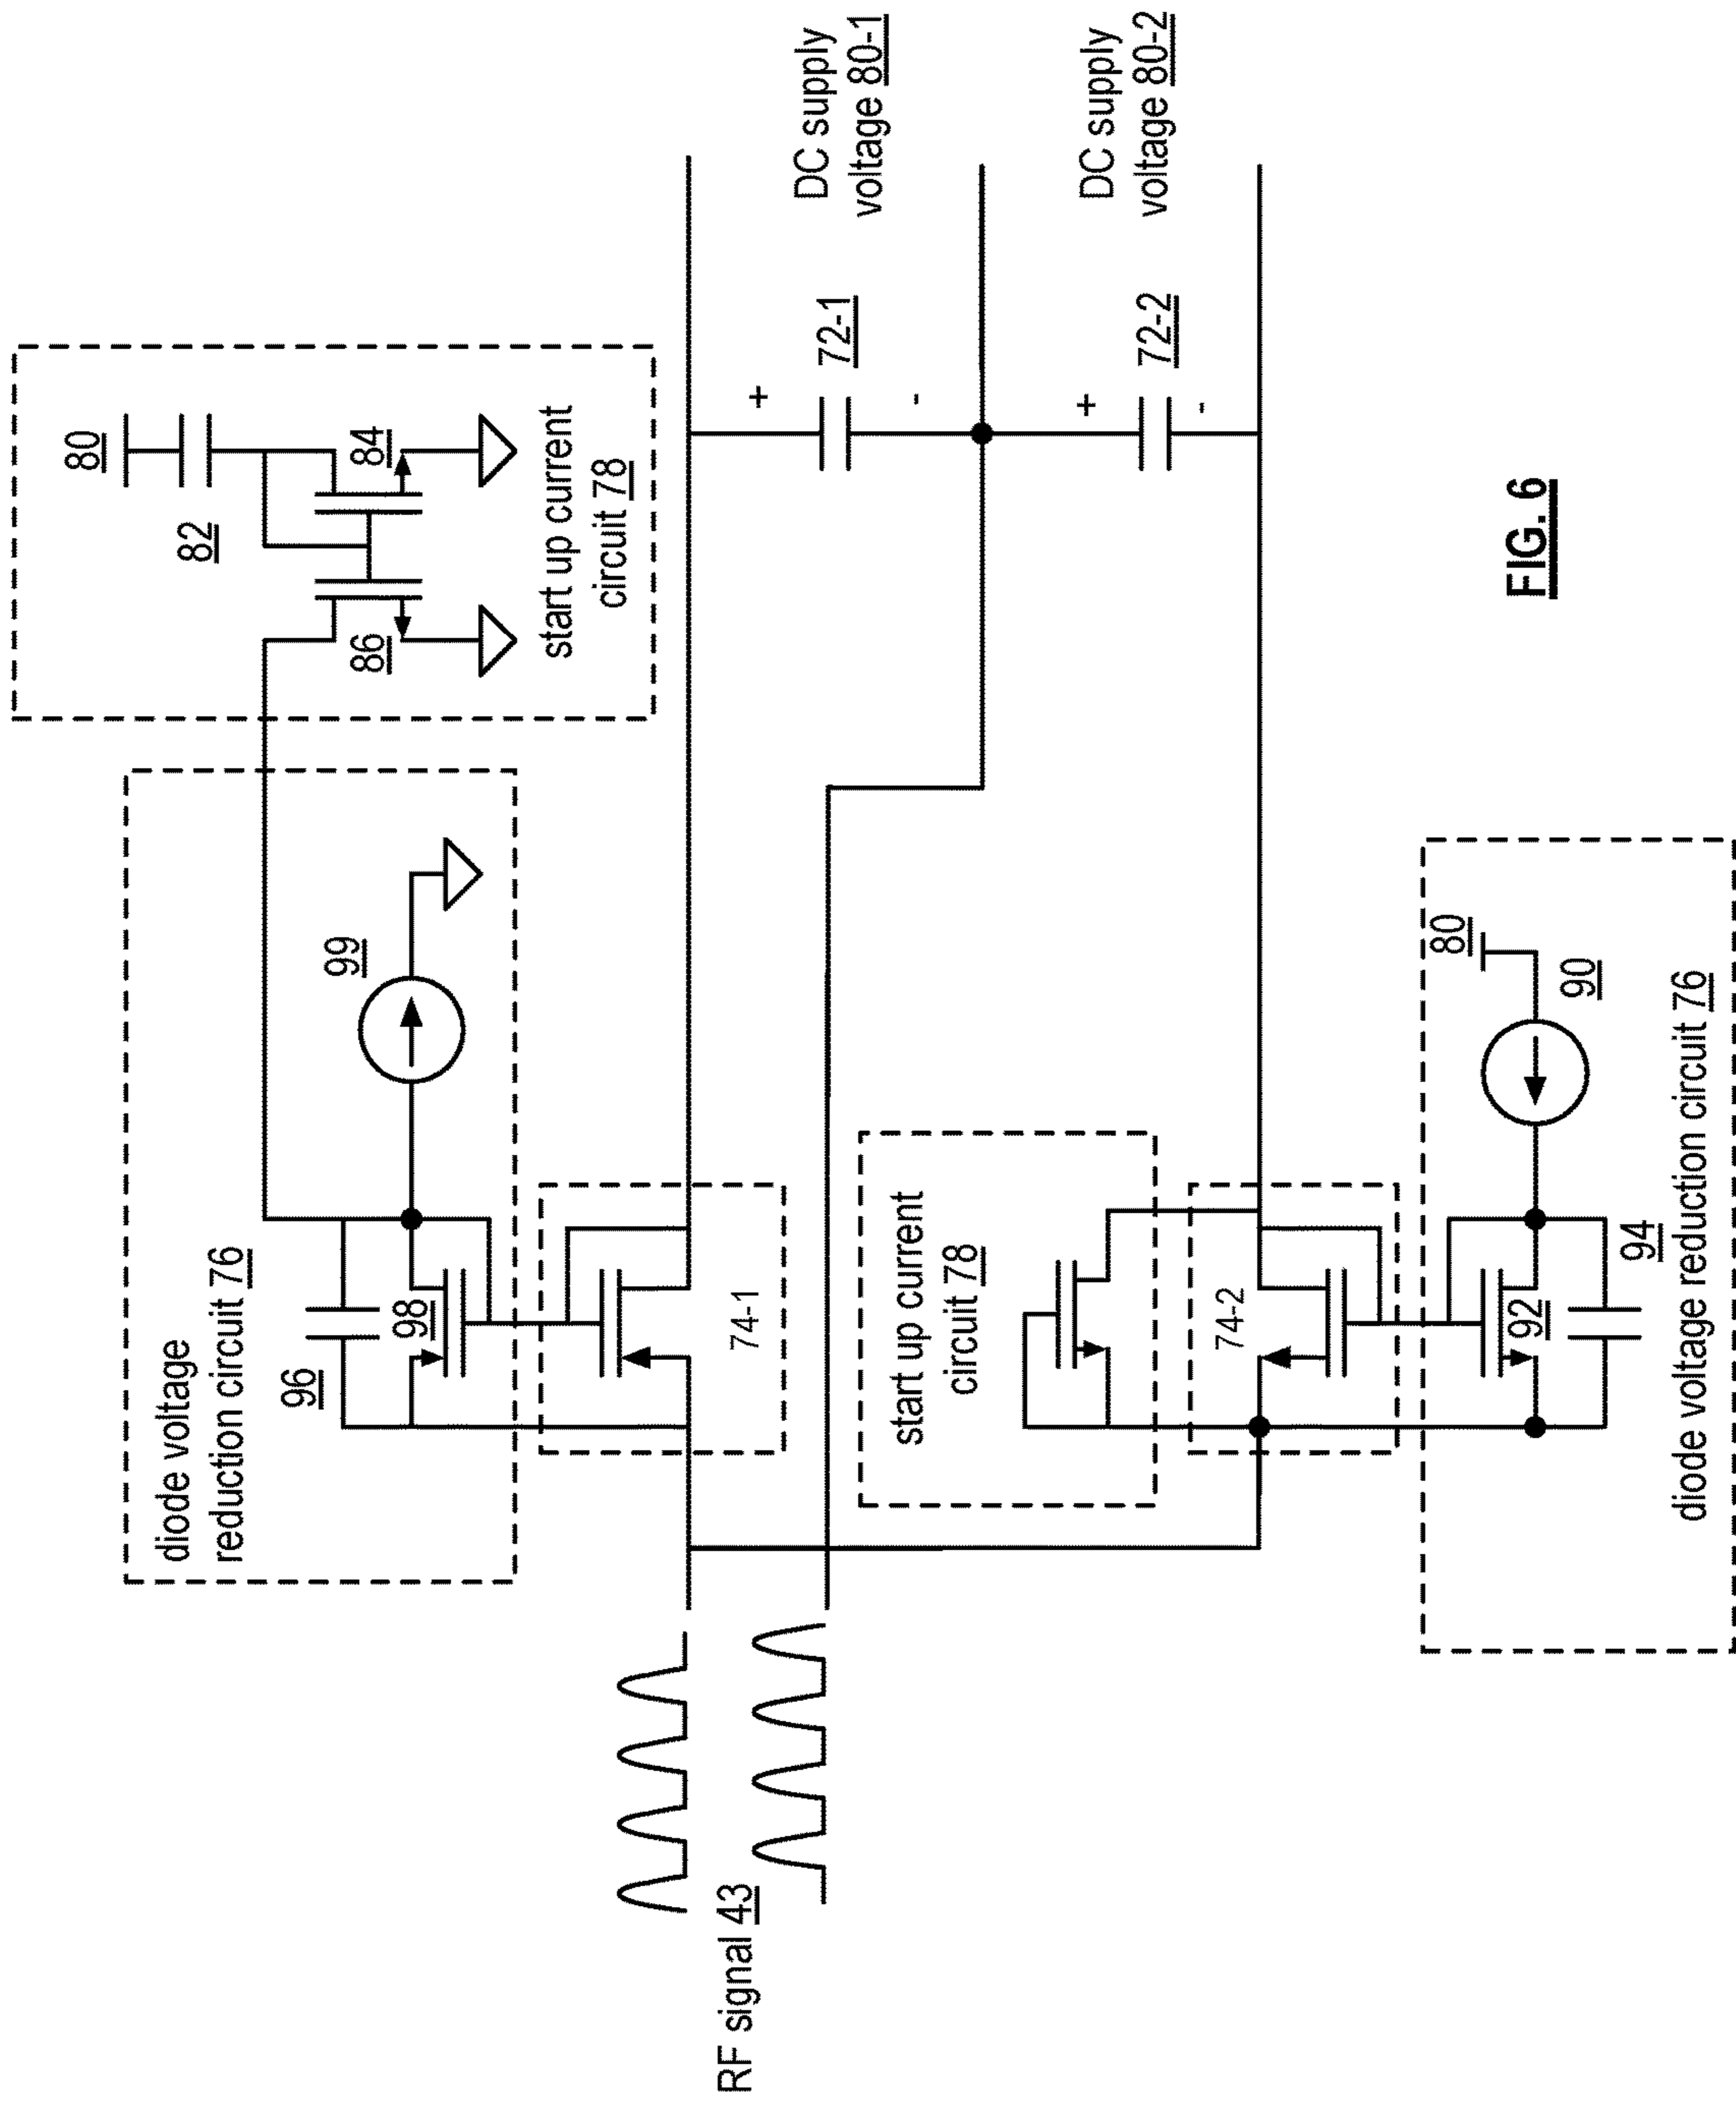 diode voltage
reduction circuit 76
96
98
99
82
80
86
84
start up current
circuit 78
74-1
RF signal 43
72-1
+
-
DC supply
voltage 80-1
start up current
circuit 78
74-2
72-2
+
-
DC supply
voltage 80-2
92
94
90
80
diode voltage reduction circuit 76
FIG. 6